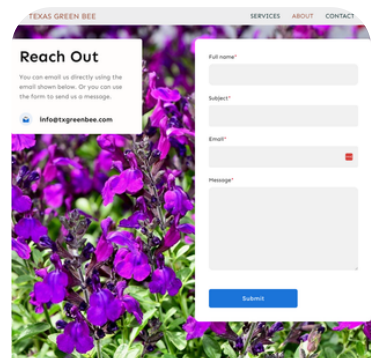 TEXAS GREEN BEE
SERVICES ABOUT CONTACT
Reach Out
You can email us directly using the
email shown below. Or you can use
the form to send us a message.
info@txgreenbee.com
Full name*
Subject*
Email*
Message*
Submit